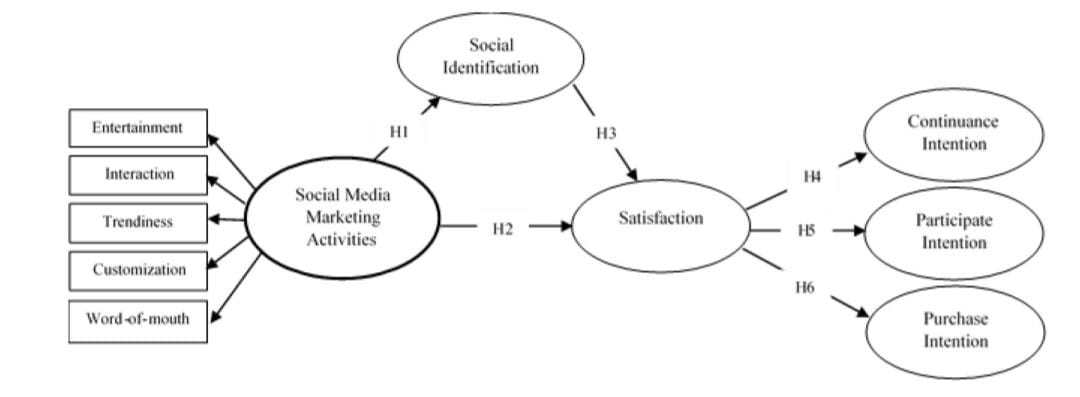 Social
Identification
H1
H3
Entertainment
Interaction
Trendiness
Customization
Word-of-mouth
Social Media
Marketing
Activities
H2
Satisfaction
H4
H5
H6
Continuance
Intention
Participate
Intention
Purchase
Intention